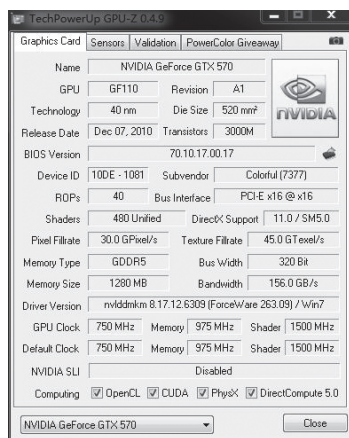 TechPowerUp GPU-Z 0.4.9
Graphics Card Sensors Validation PowerColor Giveaway
Name NVIDIA GeForce GTX 570
GPU GF110 Revision A1
Technology 40 nm Die Size 520 mm²
NVIDIA
Release Date Dec 07, 2010 Transistors 3000M
BIOS Version 70.10.17.00.17
Device ID 10DE - 1081 Subvendor Colorful (7377)
ROPs 40 Bus Interface PCI-E x16 @ x16
Shaders 480 Unified DirectX Support 11.0 / SM5.0
Pixel Fillrate 30.0 GPixel/s Texture Fillrate 45.0 GTexel/s
Memory Type GDDR5 Bus Width 320 Bit
Memory Size 1280 MB Bandwidth 156.0 GB/s
Driver Version nvlddmkm 8.17.12.6309 (ForceWare 263.09) / Win7
GPU Clock 750 MHz Memory 975 MHz Shader 1500 MHz
Default Clock 750 MHz Memory 975 MHz Shader 1500 MHz
NVIDIA SLI Disabled
Computing OpenCL CUDA PhysX DirectCompute 5.0
NVIDIA GeForce GTX 570 Close